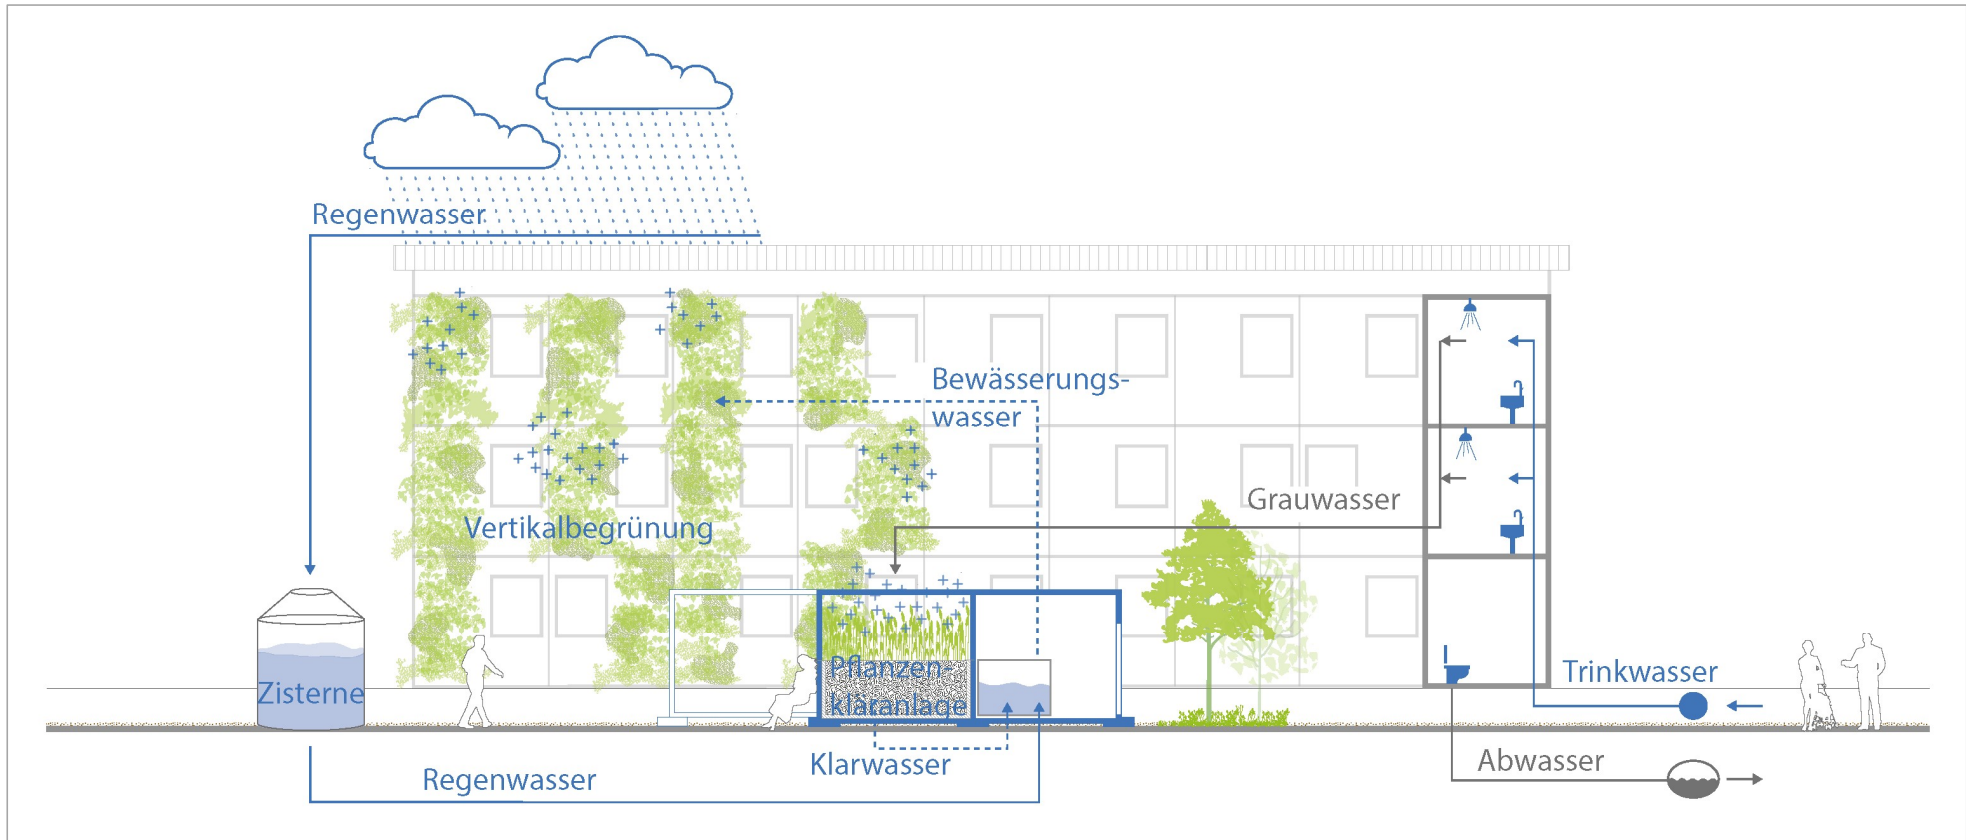 Regenwasser
Bewässerungs-
wasser
Grauwasser
Vertikalbegrünung
Pflanzen-
kläranlage
Zisterne
Trinkwasser
Klarwasser
Abwasser
Regenwasser